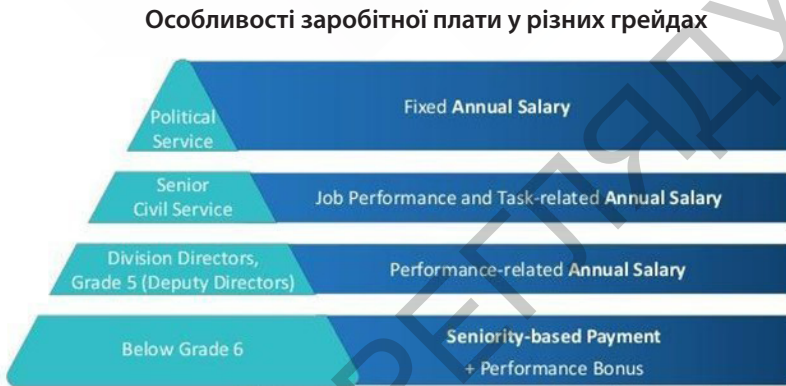 Особливості заробітної плати у різних грейдах
Political
Service
Fixed Annual Salary
Senior
Civil Service
Job Performance and Task-related Annual Salary
Division Directors,
Grade 5 (Deputy Directors)
Performance-related Annual Salary
Below Grade 6
Seniority-based Payment
+ Performance Bonus